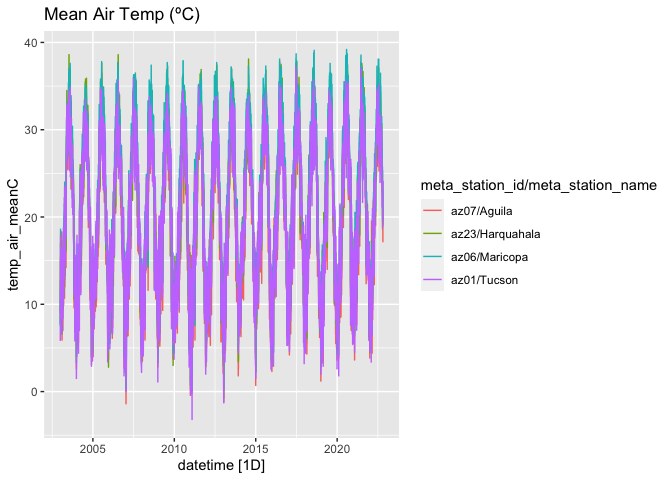 Mean Air Temp (ºC)
40
30
20
10
0
temp_air_meanC
2005
2010
2015
2020
datetime [1D]
meta_station_id/meta_station_name
az07/Aguila
az23/Harquahala
az06/Maricopa
az01/Tucson